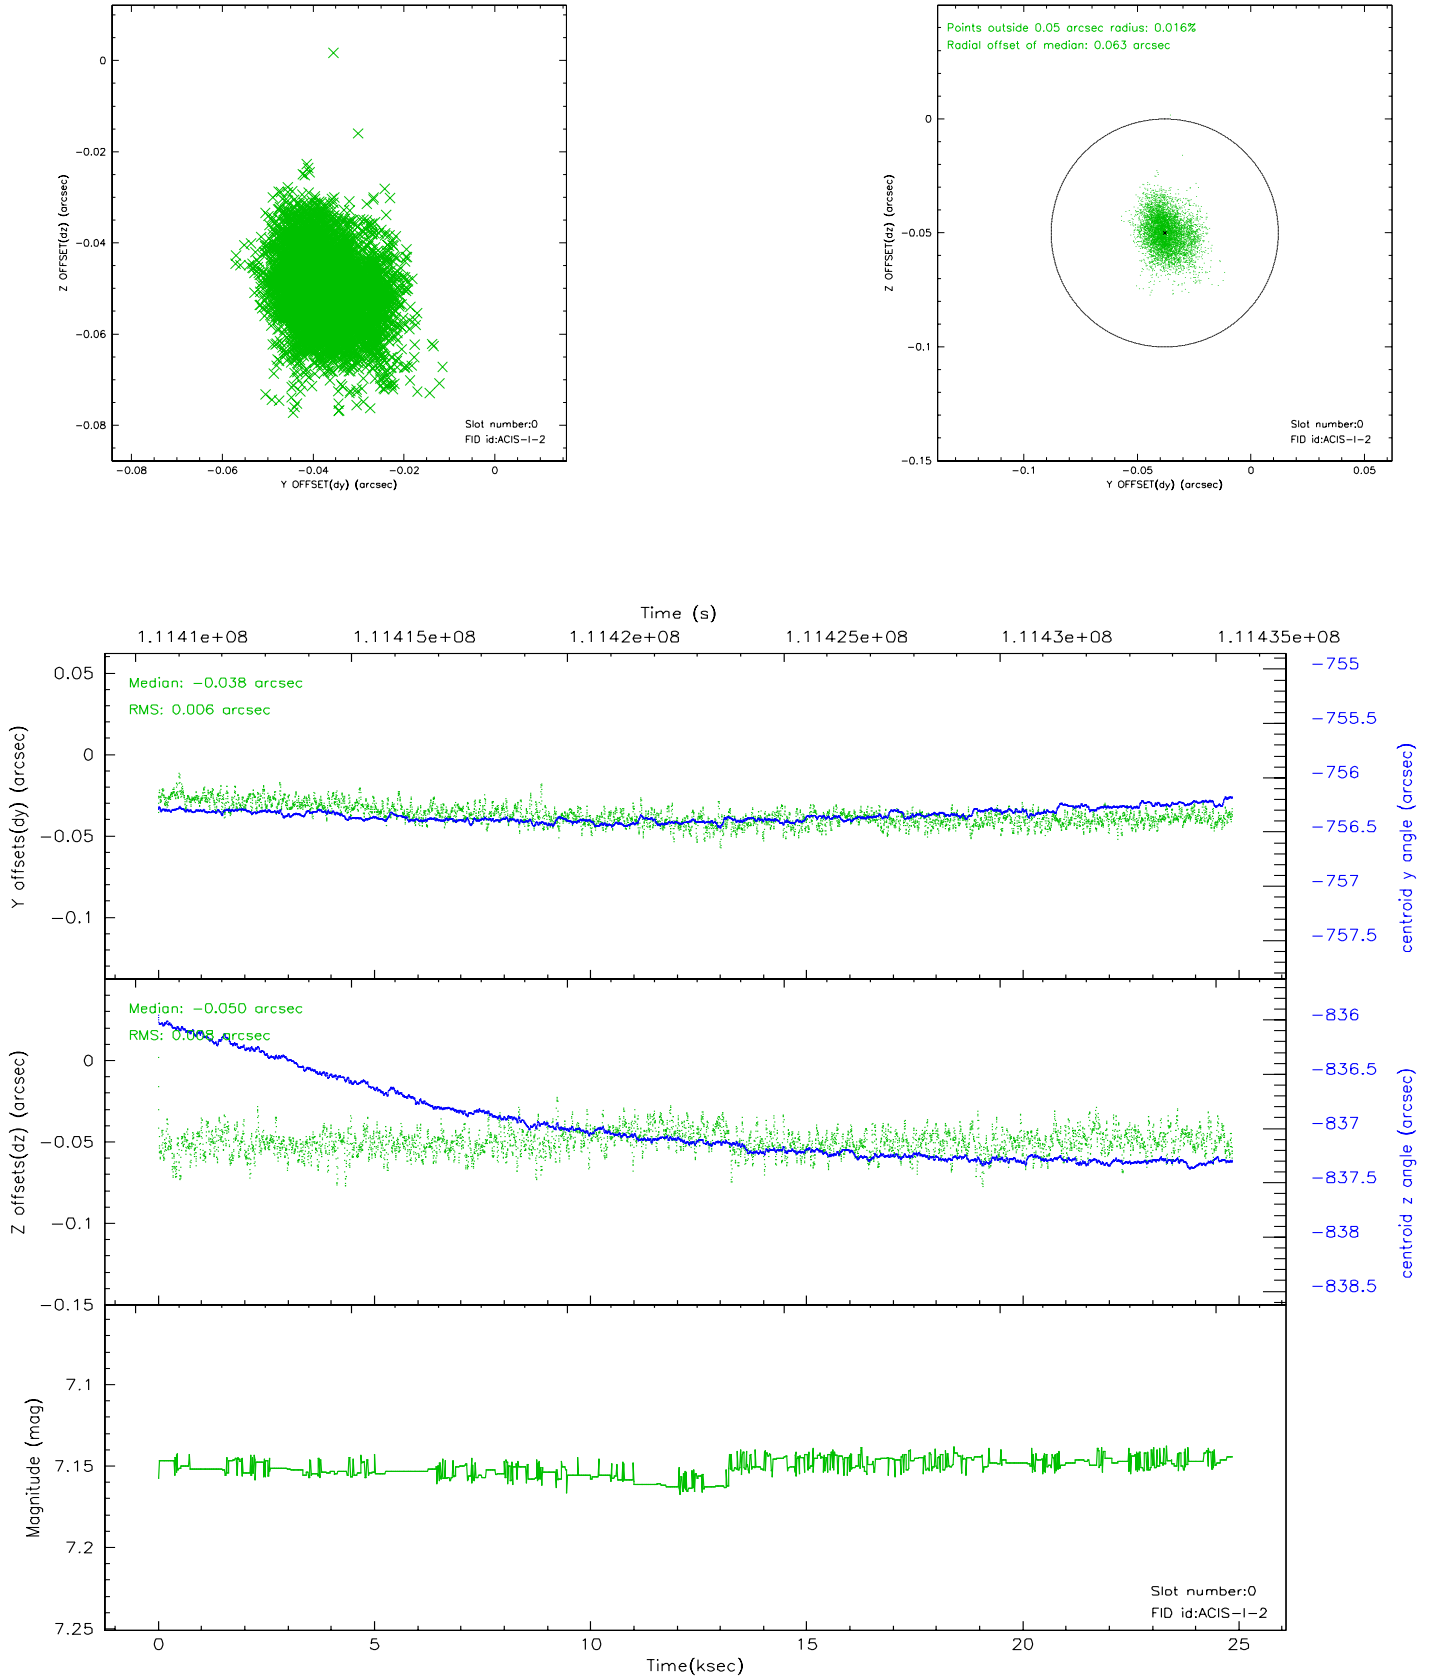 0
−0.02
−0.04
−0.06
−0.08
Z OFFSET(dz) (arcsec)
−0.08
−0.06
−0.04
−0.02
0
Y OFFSET(dy) (arcsec)
Slot number:0
FID id:ACIS−I−2
Points outside 0.05 arcsec radius: 0.016%
Radial offset of median: 0.063 arcsec
0
−0.05
−0.1
−0.15
Z OFFSET(dz) (arcsec)
−0.1
−0.05
0
0.05
Y OFFSET(dy) (arcsec)
Slot number:0
FID id:ACIS−I−2
Time (s)
1.1141e+08
1.11415e+08
1.1142e+08
1.11425e+08
1.1143e+08
1.11435e+08
0.05
0
−0.05
−0.1
Y offsets(dy) (arcsec)
Median: −0.038 arcsec
RMS: 0.006 arcsec
−755
−755.5
−756
−756.5
−757
−757.5
centroid y angle (arcsec)
0
−0.05
−0.1
−0.15
Z offsets(dz) (arcsec)
Median: −0.050 arcsec
RMS: arcsec
−836
−836.5
−837
−837.5
−838
−838.5
centroid z angle (arcsec)
7.1
7.15
7.2
7.25
Magnitude (mag)
Slot number:0
FID id:ACIS−I−2
0
5
10
15
20
25
Time(ksec)